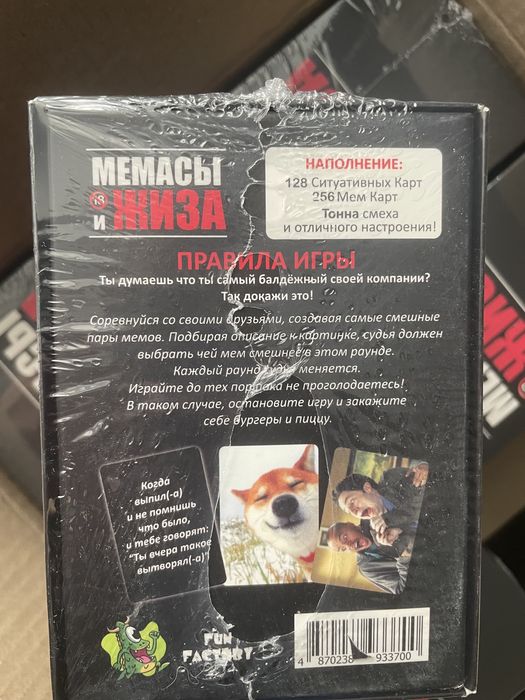 МЕМАСЫ
18 и ЖИЗА
НАПОЛНЕНИЕ:
128 Ситуативных Карт
256 Мем Карт
Тонна смеха
и отличного настроения!
ПРАВИЛА ИГРЫ
Ты думаешь что ты самый балдёжный своей компании?
Так докажи это!
Соревнуйся со своими друзьями, создавая самые смешные
пары мемов. Подбирая описание к картинке, судья должен
выбрать чей мем смешнее в этом раунде.
Каждый раунд судья меняется.
Играйте до тех пор пока не проголодаетесь!
В таком случае, остановите игру и закажите
себе бургеры и пиццу.
Когда
выпил(-а)
и не помнишь
что было,
и тебе говорят:
"Ты вчера такое
вытворял(-а)"
FUN
FACTORY
4 870238 933700